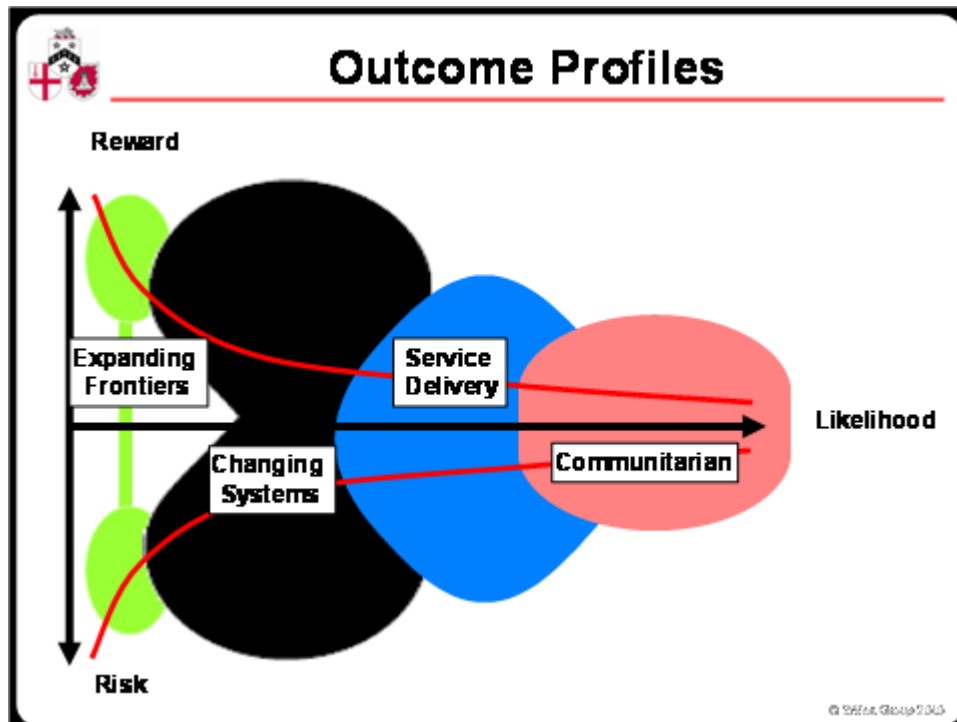 Outcome Profiles
Reward
Expanding
Frontiers
Service
Delivery
Likelihood
Changing
Systems
Communitarian
Risk